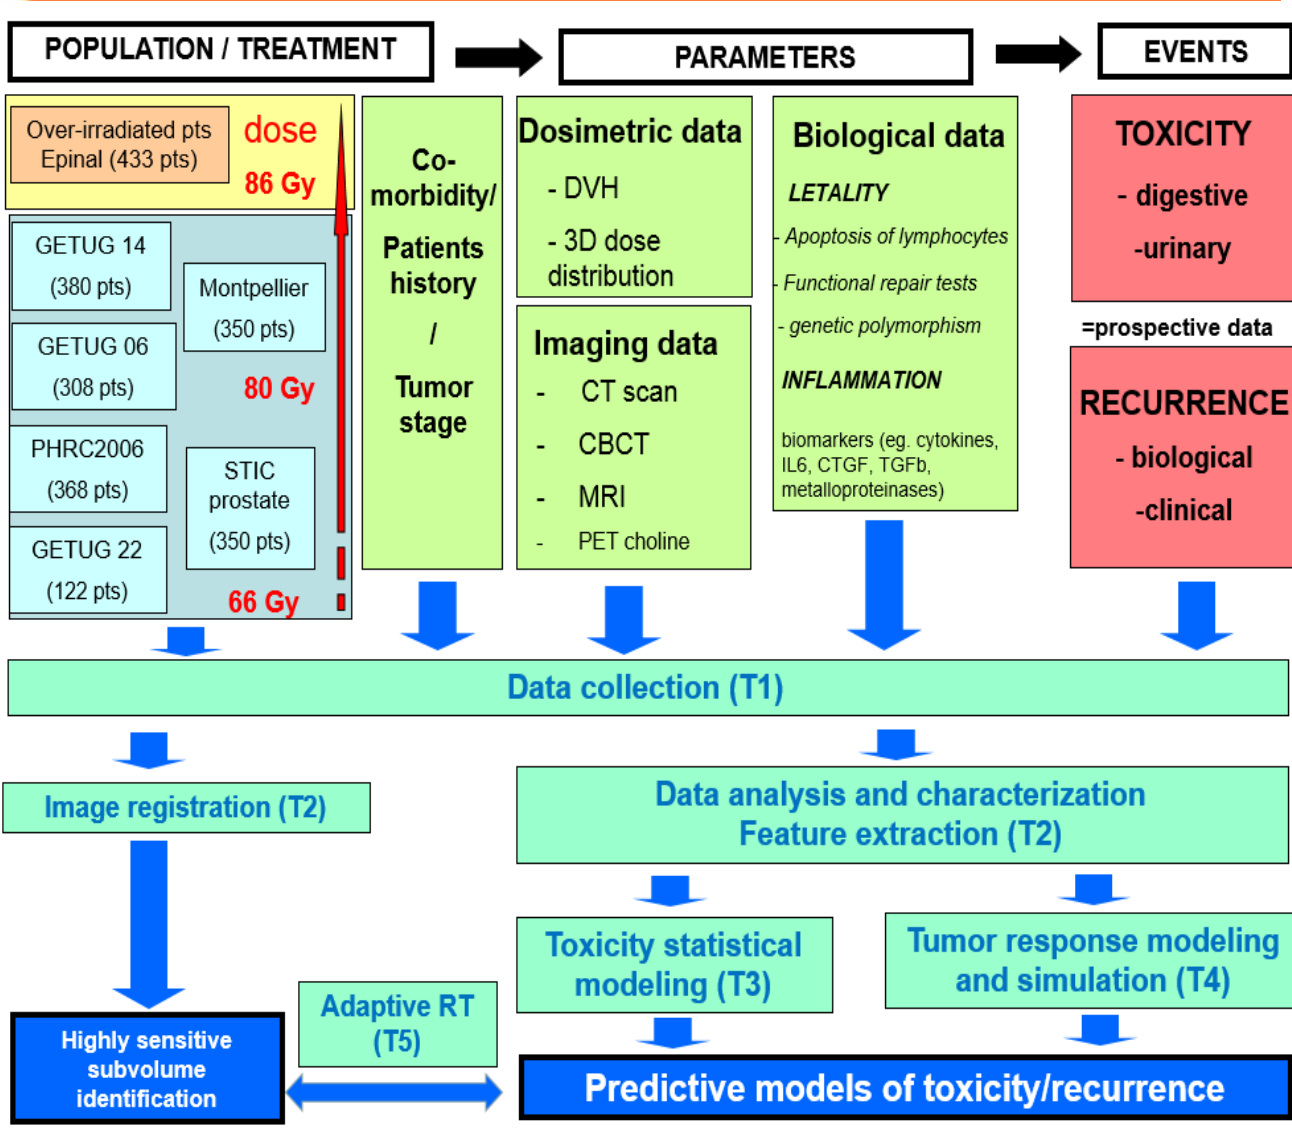 POPULATION / TREATMENT
PARAMETERS
EVENTS
Over-irradiated pts
Epinal (433 pts)
dose
86 Gy
GETUG 14
(380 pts)
Montpellier
(350 pts)
GETUG 06
(308 pts)
80 Gy
PHRC2006
(368 pts)
STIC
prostate
(350 pts)
GETUG 22
(122 pts)
66 Gy
Co-
morbidity/
Patients
history
/
Tumor
stage
Dosimetric data
- DVH
- 3D dose
distribution
Imaging data
- CT scan
- CBCT
- MRI
- PET choline
Biological data
LETALITY
- Apoptosis of lymphocytes
- Functional repair tests
- genetic polymorphism
INFLAMMATION
biomarkers (eg. cytokines,
IL6, CTGF, TGFb,
metalloproteinases)
TOXICITY
- digestive
-urinary
=prospective data
RECURRENCE
- biological
-clinical
Data collection (T1)
Image registration (T2)
Data analysis and characterization
Feature extraction (T2)
Toxicity statistical
modeling (T3)
Tumor response modeling
and simulation (T4)
Adaptive RT
(T5)
Highly sensitive
subvolume
identification
Predictive models of toxicity/recurrence